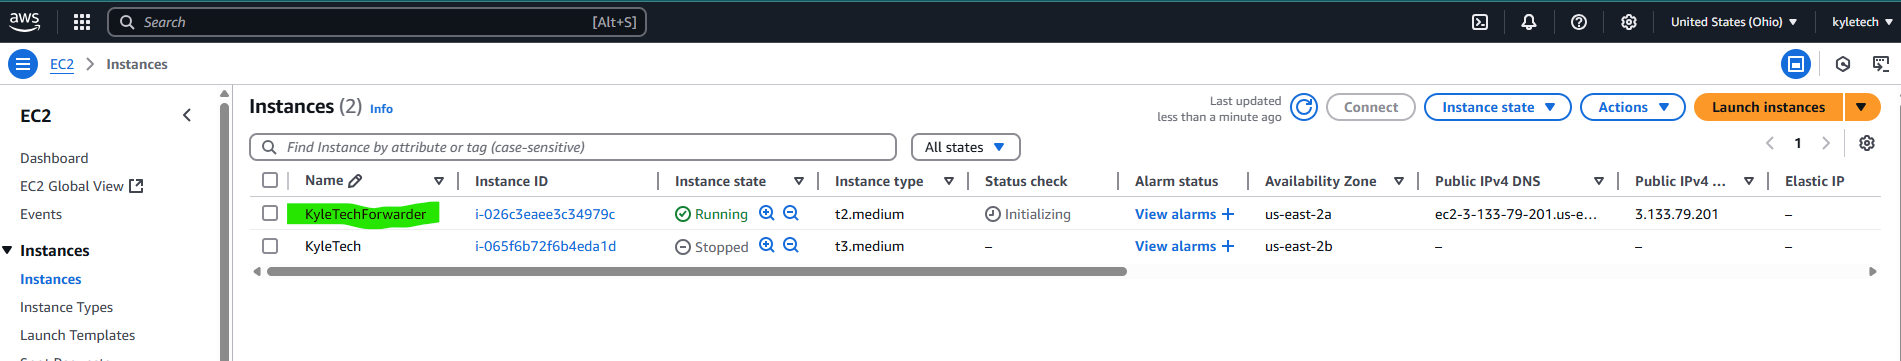 aws Search [Alt+S] United States (Ohio) kyletech
EC2 Instances
EC2
Dashboard
EC2 Global View
Events
Instances
Instances
Instance Types
Launch Templates
Instances (2) Info
Last updated
less than a minute ago
Connect Instance state Actions Launch instances
Find Instance by attribute or tag (case-sensitive) All states 1
Name Instance ID Instance state Instance type Status check Alarm status Availability Zone Public IPv4 DNS Public IPv4 ... Elastic IP
KyleTechForwarder i-026c3eaee3c34979c Running t2.medium Initializing View alarms + us-east-2a ec2-3-133-79-201.us-e... 3.133.79.201 –
KyleTech i-065f6b72f6b4eda1d Stopped t3.medium – View alarms + us-east-2b – – –